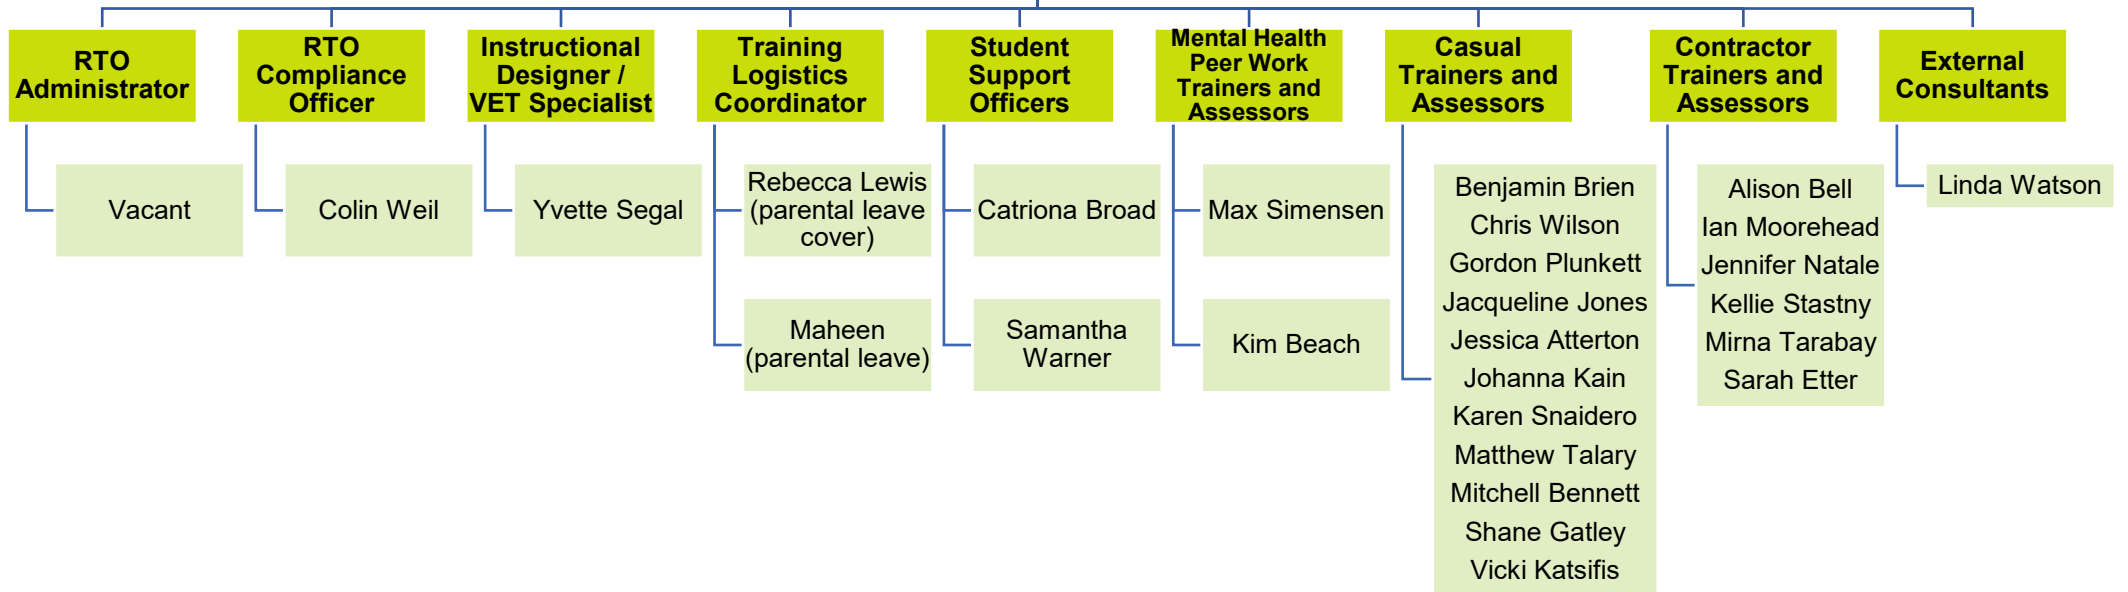 RTO
Administrator
Vacant
RTO
Compliance
Officer
Colin Weil
Instructional
Designer /
VET Specialist
Yvette Segal
Training
Logistics
Coordinator
Rebecca Lewis
(parental leave
cover)
Maheen
(parental leave)
Student
Support
Officers
Catriona Broad
Samantha
Warner
Mental Health
Peer Work
Trainers and
Assessors
Max Simensen
Kim Beach
Casual
Trainers and
Assessors
Benjamin Brien
Chris Wilson
Gordon Plunkett
Jacqueline Jones
Jessica Atterton
Johanna Kain
Karen Snaidero
Matthew Talary
Mitchell Bennett
Shane Gatley
Vicki Katsifis
Contractor
Trainers and
Assessors
Alison Bell
Ian Moorehead
Jennifer Natale
Kellie Stastny
Mirna Tarabay
Sarah Etter
External
Consultants
Linda Watson